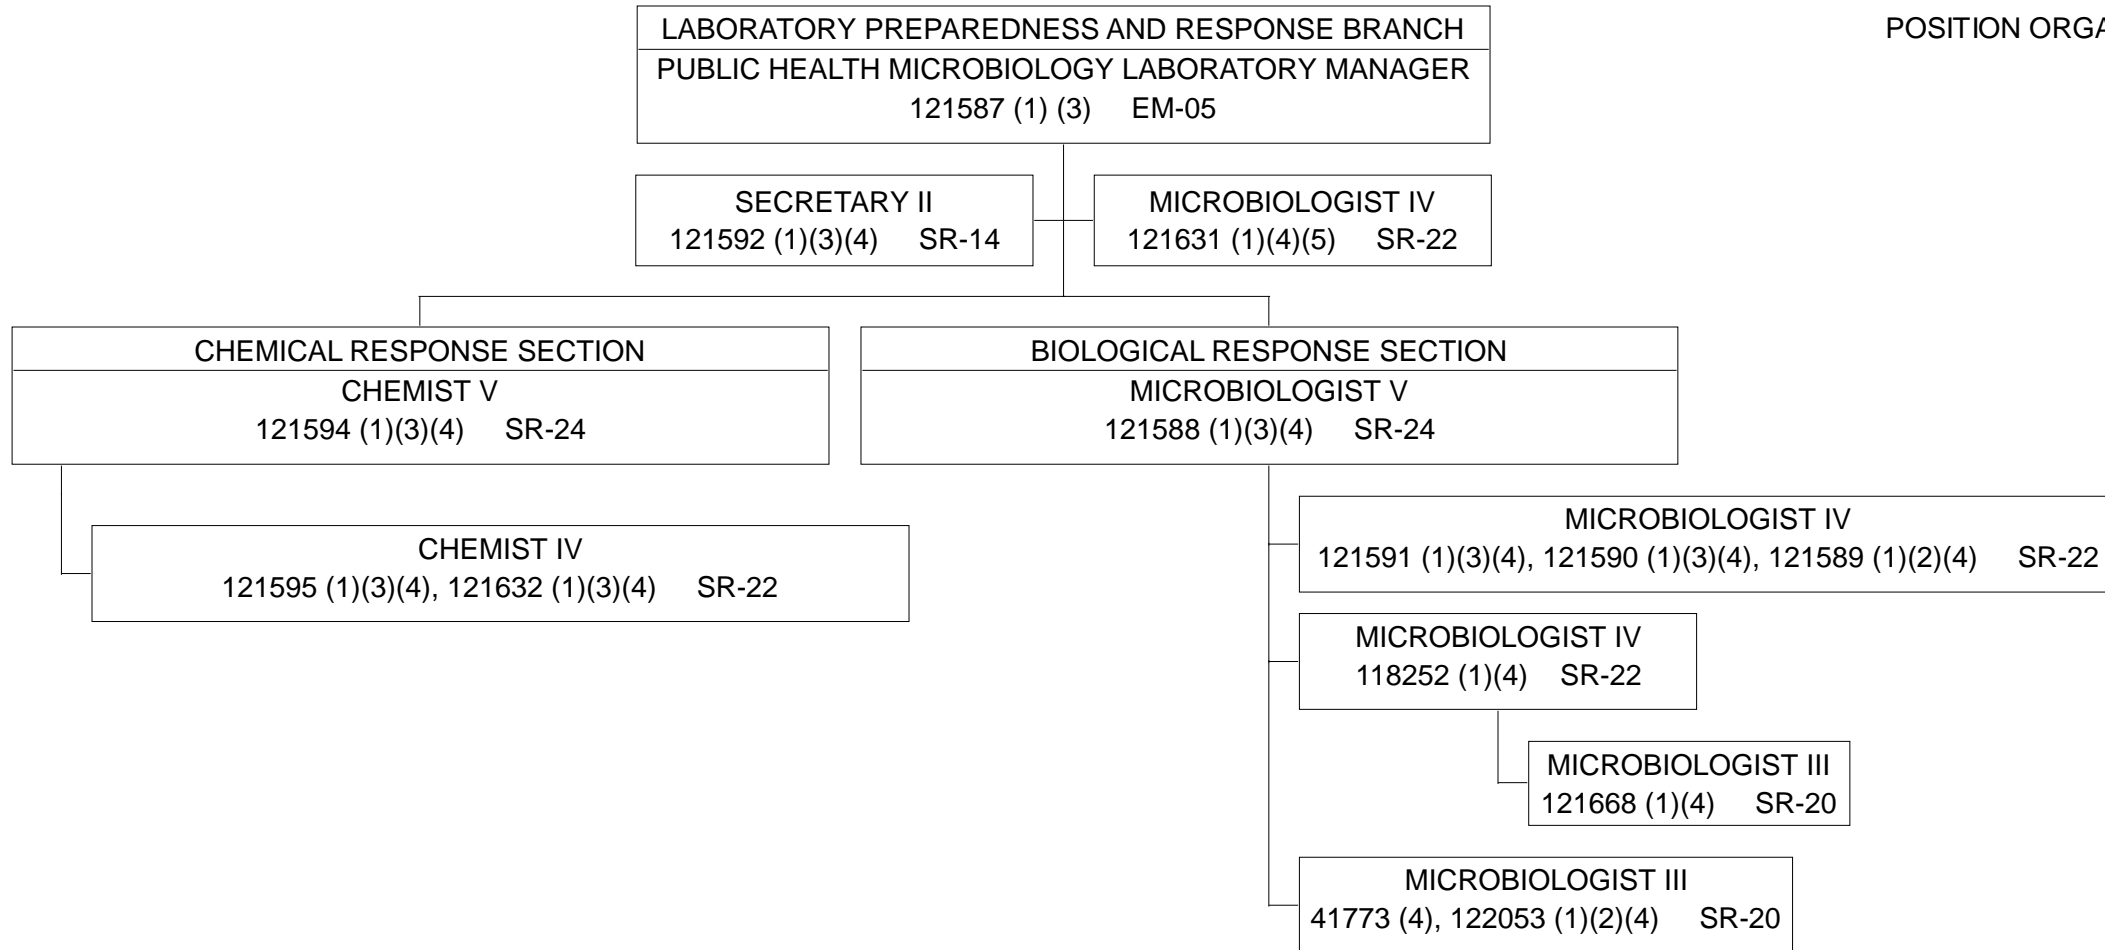 LABORATORY PREPAREDNESS AND RESPONSE BRANCH
POSITION ORGA
PUBLIC HEALTH MICROBIOLOGY LABORATORY MANAGER
121587 (1) (3) EM-05
SECRETARY II
121592 (1)(3)(4) SR-14
MICROBIOLOGIST IV
121631 (1)(4)(5) SR-22
CHEMICAL RESPONSE SECTION
CHEMIST V
121594 (1)(3)(4) SR-24
CHEMIST IV
121595 (1)(3)(4), 121632 (1)(3)(4) SR-22
BIOLOGICAL RESPONSE SECTION
MICROBIOLOGIST V
121588 (1)(3)(4) SR-24
MICROBIOLOGIST IV
121591 (1)(3)(4), 121590 (1)(3)(4), 121589 (1)(2)(4) SR-22
MICROBIOLOGIST IV
118252 (1)(4) SR-22
MICROBIOLOGIST III
121668 (1)(4) SR-20
MICROBIOLOGIST III
41773 (4), 122053 (1)(2)(4) SR-20